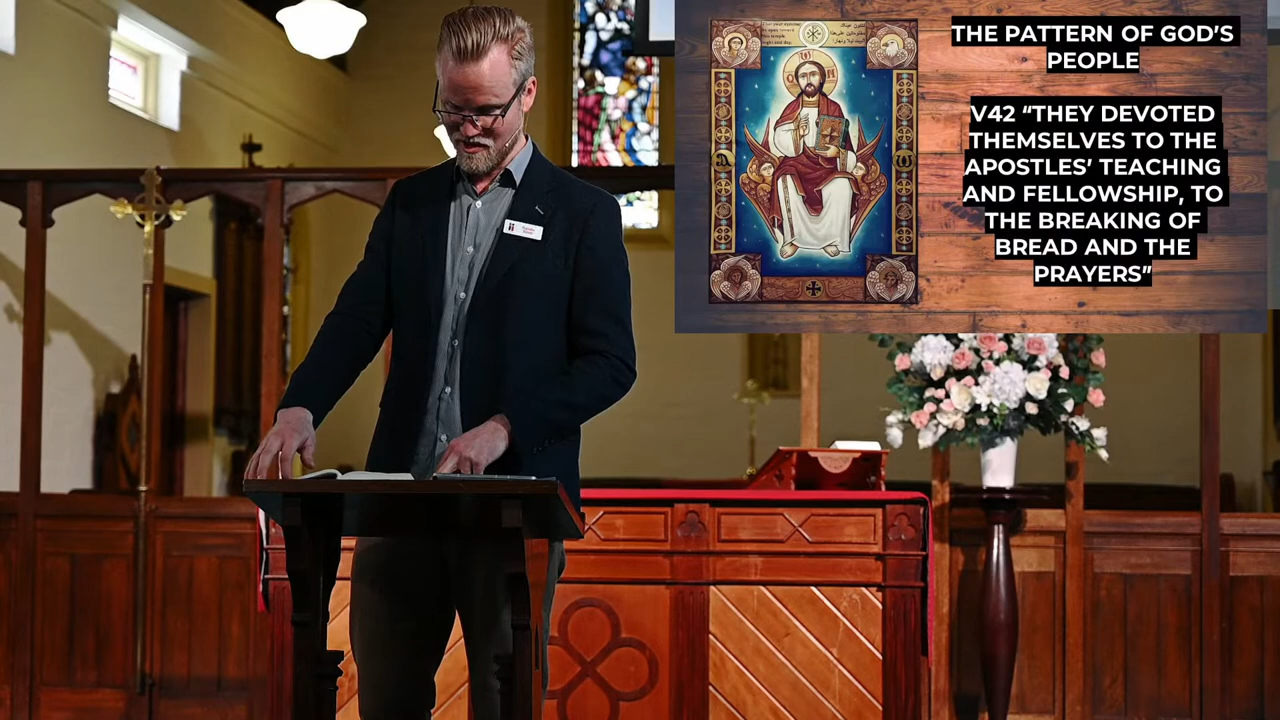 THE PATTERN OF GOD'S
PEOPLE
V42 “THEY DEVOTED
THEMSELVES TO THE
APOSTLES’ TEACHING
AND FELLOWSHIP, TO
THE BREAKING OF
BREAD AND THE
PRAYERS”